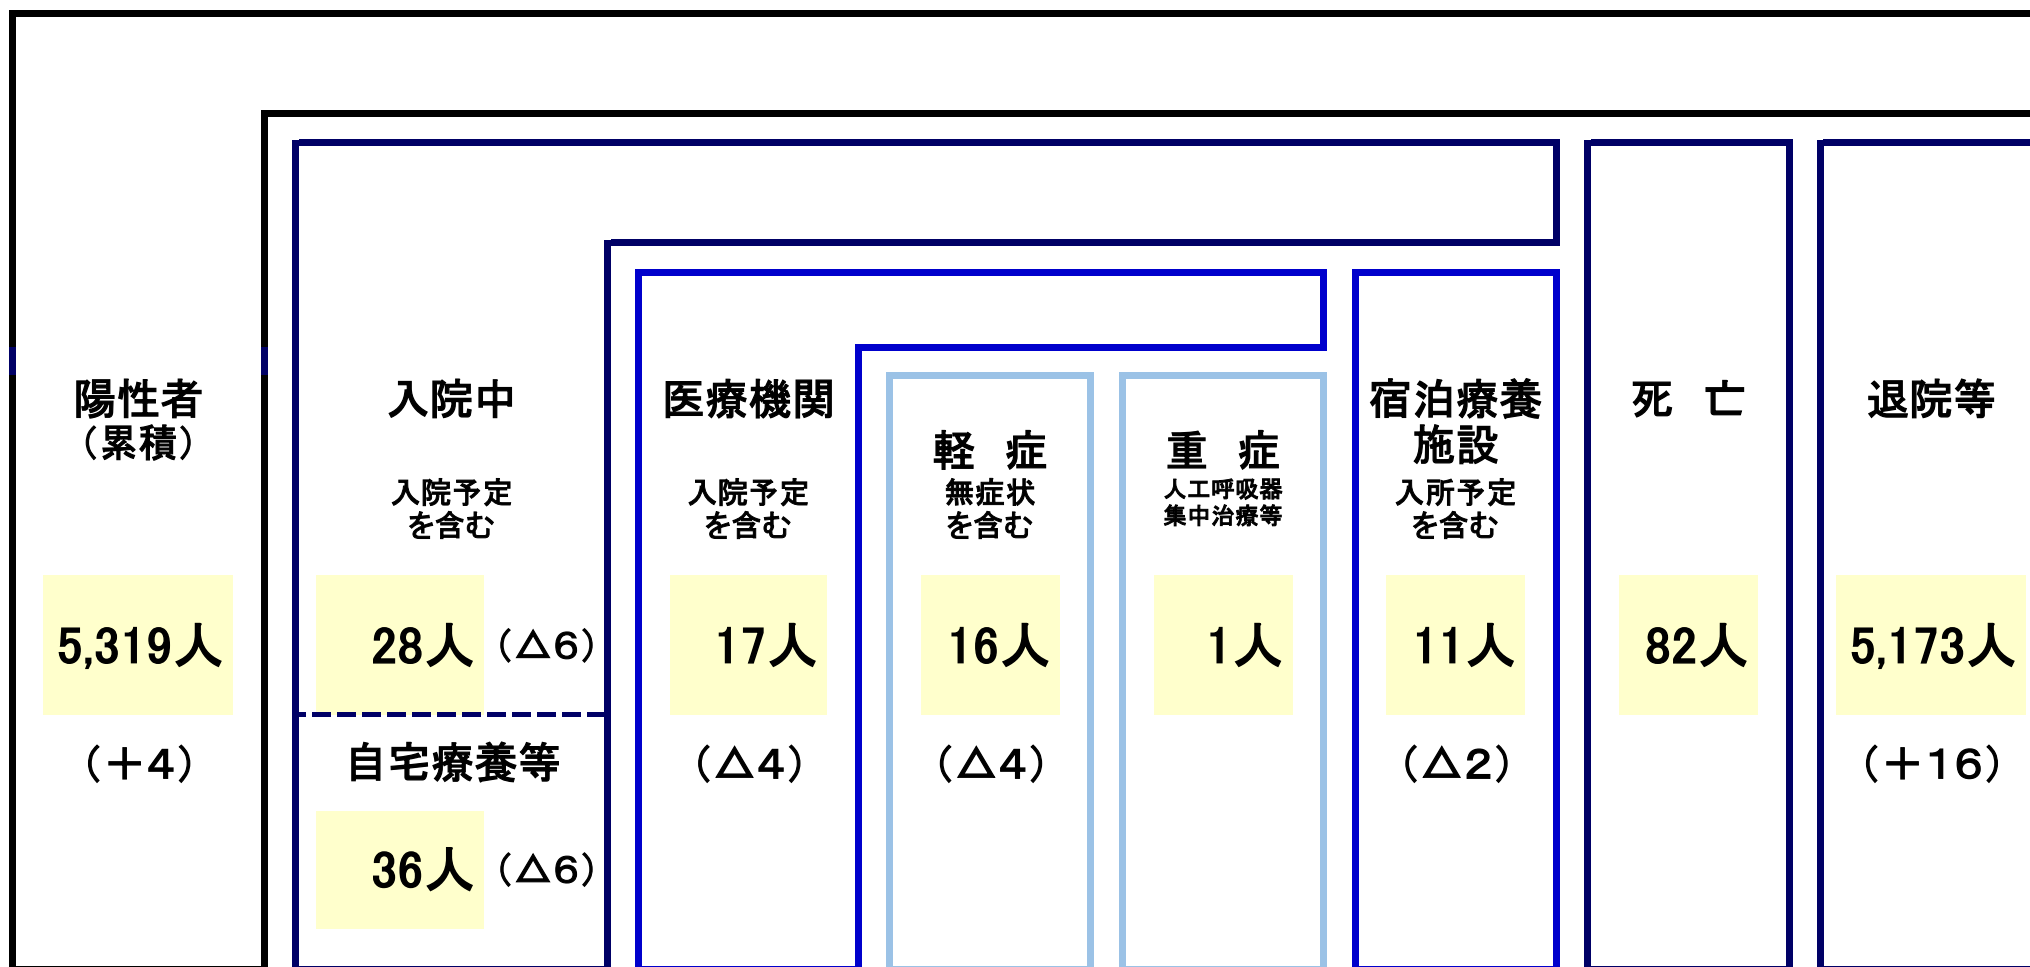 陽性者
（累積）
5,319人
（＋4）
入院中
入院予定
を含む
28人（△6）
自宅療養等
36人（△6）
医療機関
入院予定
を含む
17人
（△4）
軽　症
無症状
を含む
16人
（△4）
重　症
人工呼吸器
集中治療等
1人
宿泊療養
施設
入所予定
を含む
11人
（△2）
死　亡
82人
退院等
5,173人
（＋16）